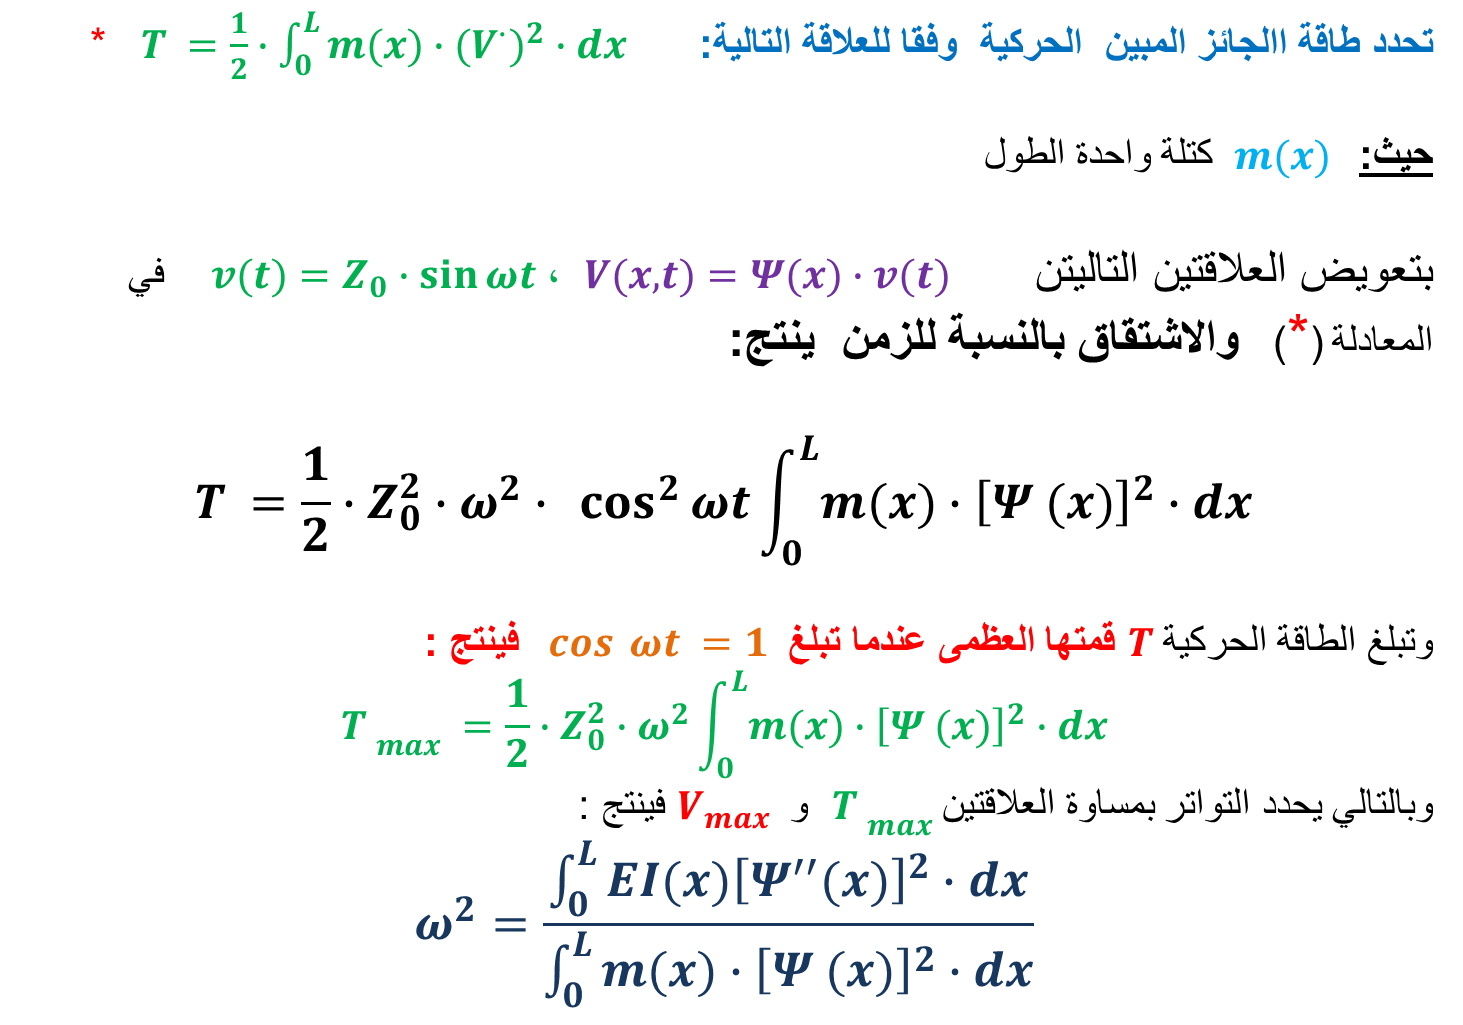 تحدد طاقة االجائز المبين الحركية وفقا للعلاقة التالية: T = 1/2 · ∫₀ᴸ m(x) · (V˙)² · dx *
حيث: m(x) كتلة واحدة الطول
بتعويض العلاقتين التاليتن V(x,t) = Ψ(x) · v(t) ، v(t) = Z₀ · sin ωt في
المعادلة (*) والاشتقاق بالنسبة للزمن ينتج:
T = 1/2 · Z₀² · ω² · cos² ωt ∫₀ᴸ m(x) · [Ψ (x)]² · dx
وتبلغ الطاقة الحركية T قمتها العظمى عندما تبلغ cos ωt = 1 فينتج :
T max = 1/2 · Z₀² · ω² ∫₀ᴸ m(x) · [Ψ (x)]² · dx
وبالتالي يحدد التواتر بمساوة العلاقتين T max و Vmax فينتج :
ω² = ∫₀ᴸ EI(x)[Ψ′′(x)]² · dx / ∫₀ᴸ m(x) · [Ψ (x)]² · dx